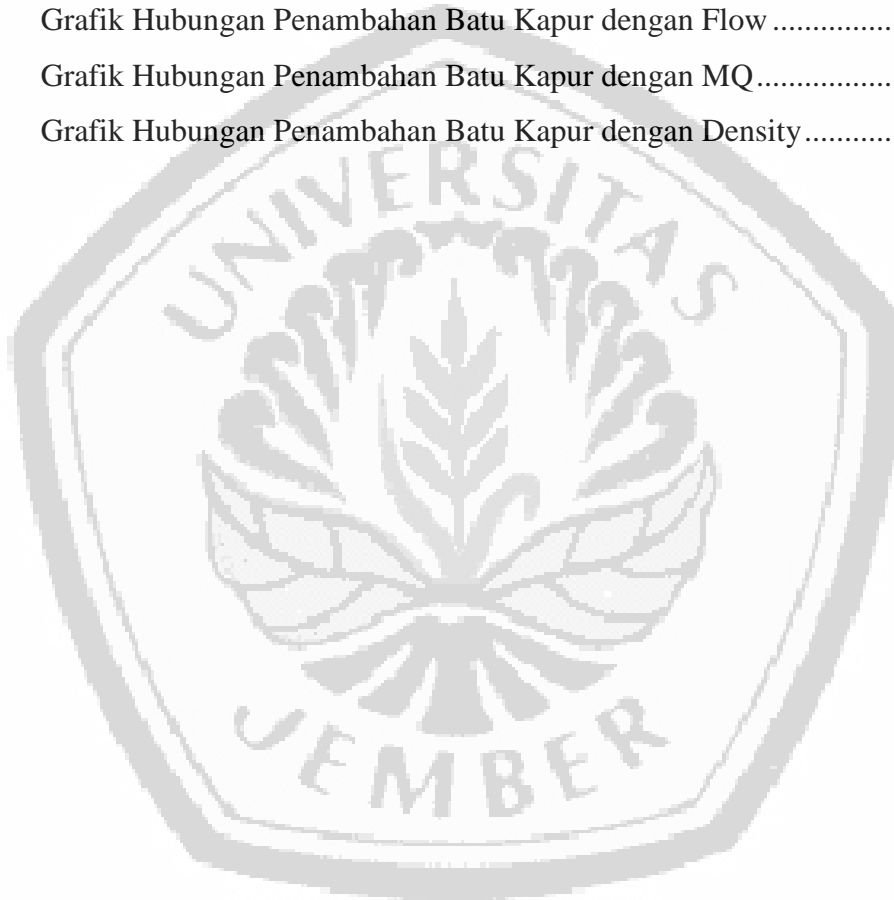 Grafik Hubungan Penambahan Batu Kapur dengan Flow ...............
Grafik Hubungan Penambahan Batu Kapur dengan MQ.................
Grafik Hubungan Penambahan Batu Kapur dengan Density...........
UNIVERSITAS
JEMBER